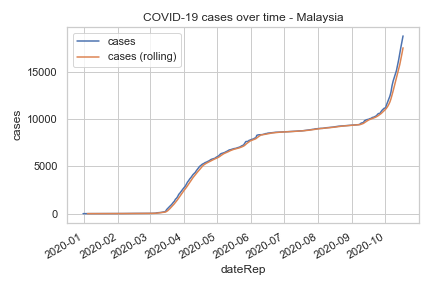 COVID-19 cases over time - Malaysia
cases
cases (rolling)
15000
10000
5000
0
cases
2020-01
2020-02
2020-03
2020-04
2020-05
2020-06
2020-07
2020-08
2020-09
2020-10
dateRep